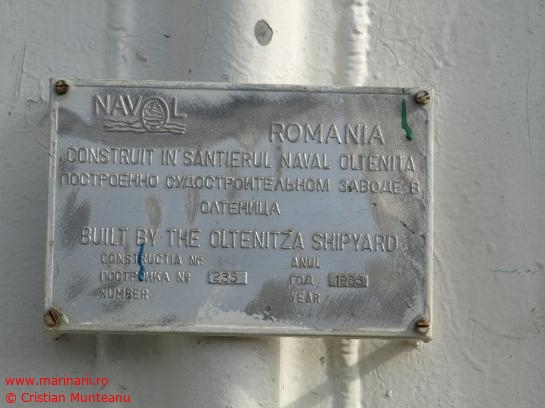 NAVOL
ROMANIA
CONSTRUIT IN SANTIERUL NAVAL OLTENITA
ПОСТРОЕННО СУДОСТРОИТЕЛЬНОМ ЗАВОДЕ В
ОЛТЕНИЦА
BUILT BY THE OLTENITZA SHIPYARD
CONSTRUCTIA NR ANUL
ПОСТРОЙКА № 235 ГОД 1983
NUMBER YEAR
www.marinarii.ro
© Cristian Munteanu